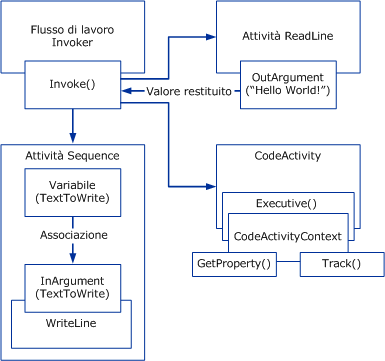 Flusso di lavoro
Invoker
Invoke()
Attività ReadLine
OutArgument
("Hello World!")
Valore restituito
Attività Sequence
Variabile
(TextToWrite)
Associazione
InArgument
(TextToWrite)
WriteLine
CodeActivity
Executive()
CodeActivityContext
GetProperty()
Track()